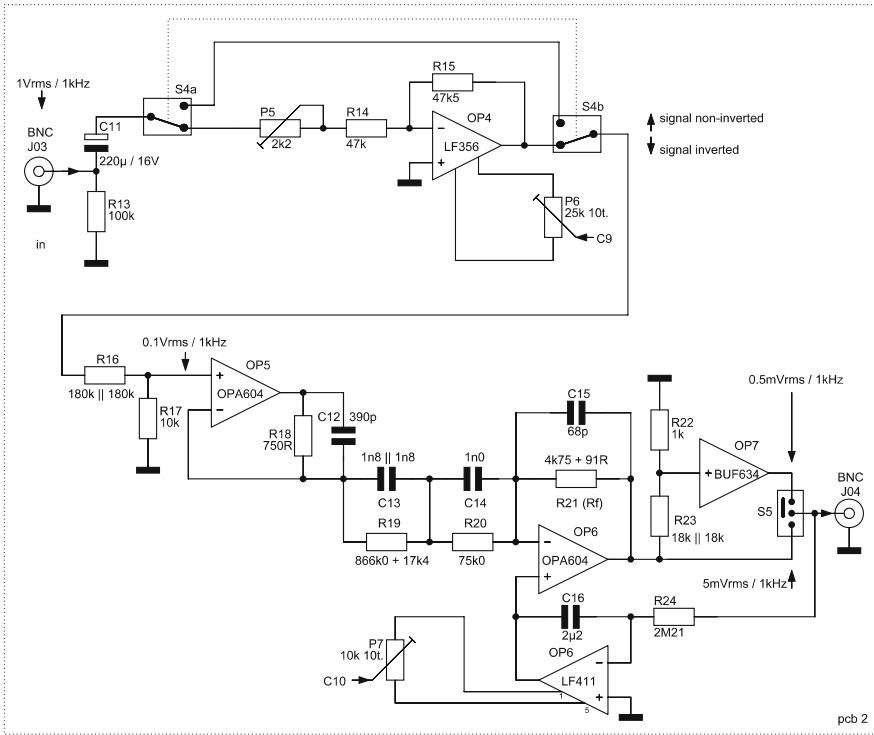 1Vrms / 1kHz
BNC
J03
C11
220µ / 16V
R13
100k
in
S4a
P5
2k2
R14
47k
R15
47k5
OP4
−
LF356
+
P6
25k 10t.
C9
S4b
signal non-inverted
signal inverted
0.1Vrms / 1kHz
R16
180k || 180k
R17
10k
OP5
+
OPA604
−
R18
750R
C12
390p
1n8 || 1n8
C13
R19
866k0 + 17k4
1n0
C14
R20
75k0
C15
68p
4k75 + 91R
R21 (Rf)
OP6
−
OPA604
+
R22
1k
R23
18k || 18k
OP7
+
BUF634
0.5mVrms / 1kHz
S5
BNC
J04
5mVrms / 1kHz
C16
2µ2
R24
2M21
OP6
−
LF411
+
1
5
P7
10k 10t.
C10
pcb 2